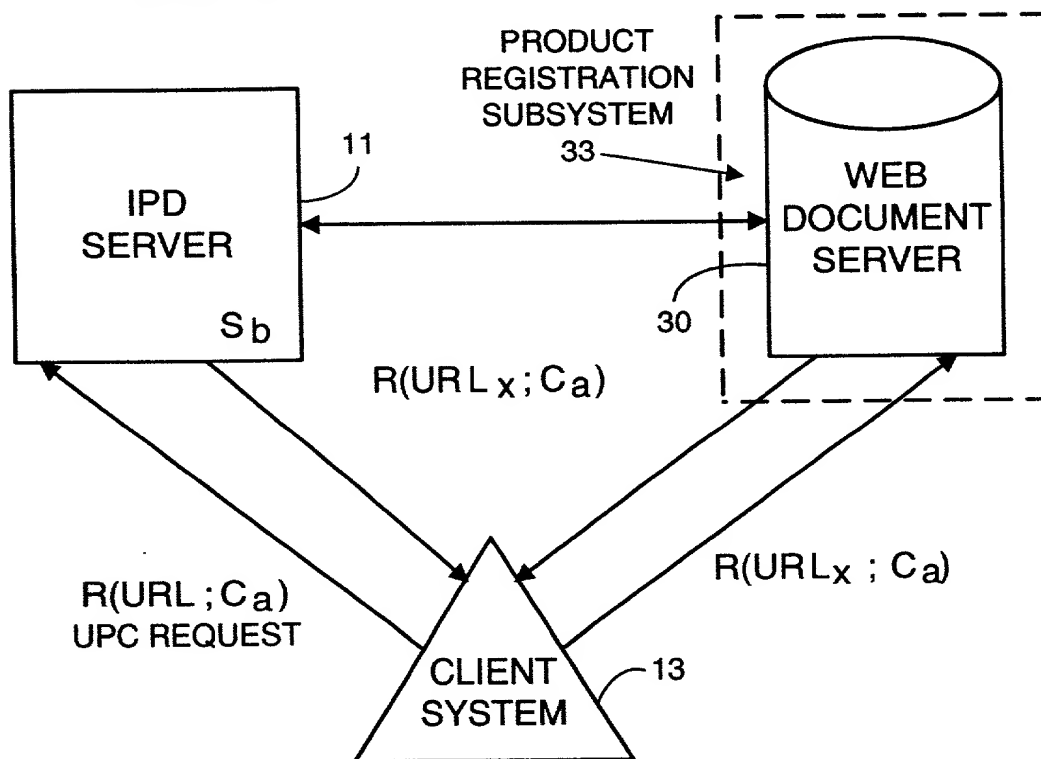 PRODUCT
REGISTRATION
SUBSYSTEM
33
11
IPD
SERVER
Sb
WEB
DOCUMENT
SERVER
30
R(URLx; Ca)
R(URL; Ca)
UPC REQUEST
R(URLx; Ca)
CLIENT
SYSTEM
13